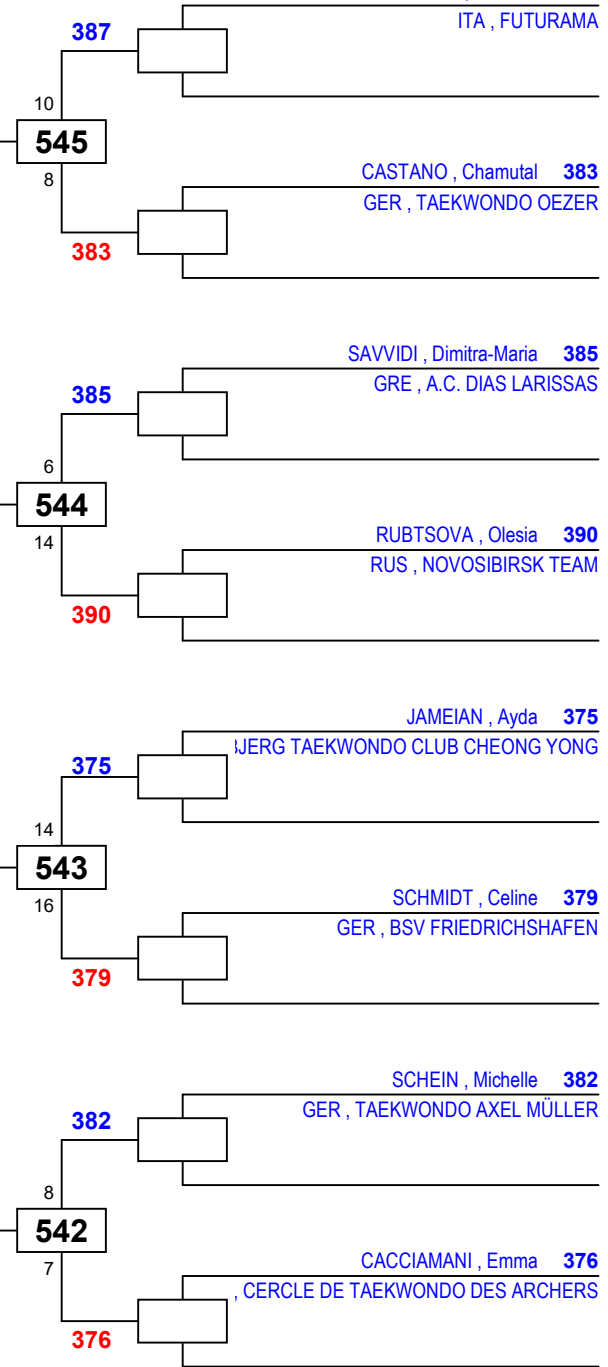 ITA , FUTURAMA
387
10
545
8
383
CASTANO , Chamutal 383
GER , TAEKWONDO OEZER
SAVVIDI , Dimitra-Maria 385
GRE , A.C. DIAS LARISSAS
385
6
544
14
390
RUBTSOVA , Olesia 390
RUS , NOVOSIBIRSK TEAM
JAMEIAN , Ayda 375
JERG TAEKWONDO CLUB CHEONG YONG
375
14
543
16
379
SCHMIDT , Celine 379
GER , BSV FRIEDRICHSHAFEN
SCHEIN , Michelle 382
GER , TAEKWONDO AXEL MÜLLER
382
8
542
7
376
CACCIAMANI , Emma 376
, CERCLE DE TAEKWONDO DES ARCHERS